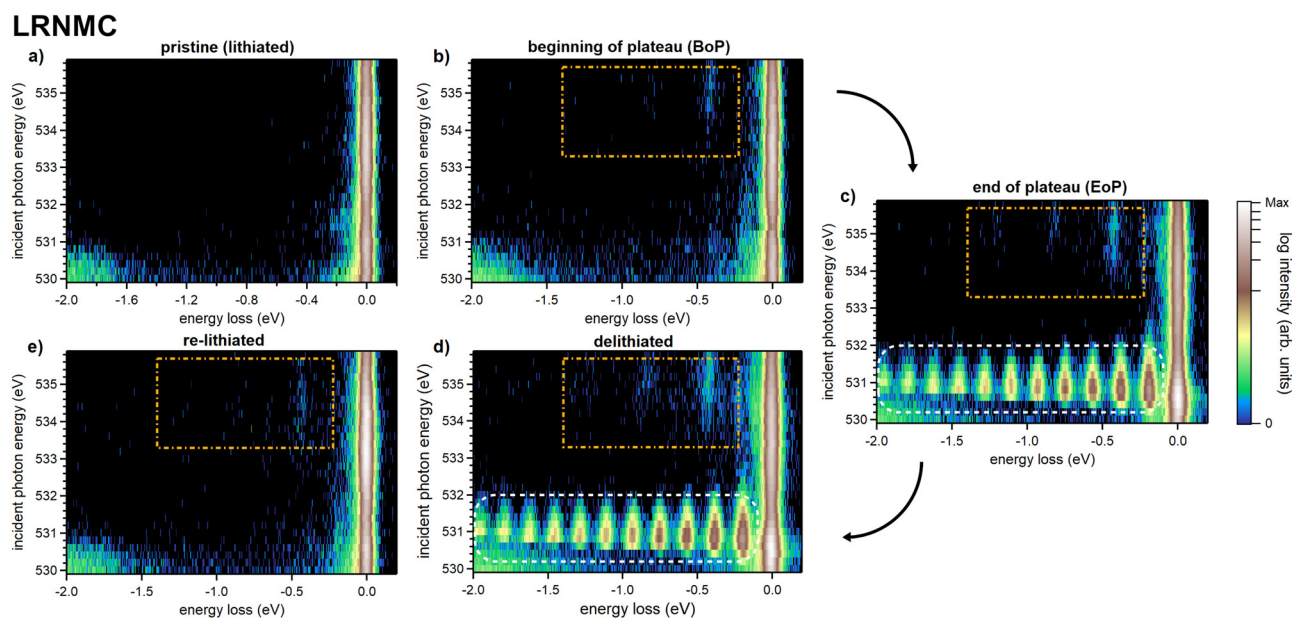 LRNMC
a)
pristine (lithiated)
535
534
533
532
531
530
incident photon energy (eV)
-2.0 -1.6 -1.2 -0.8 -0.4 0.0
energy loss (eV)
b)
beginning of plateau (BoP)
535
534
533
532
531
530
incident photon energy (eV)
-2.0 -1.5 -1.0 -0.5 0.0
energy loss (eV)
c)
end of plateau (EoP)
535
534
533
532
531
530
incident photon energy (eV)
-2.0 -1.5 -1.0 -0.5 0.0
energy loss (eV)
Max
0
log intensity (arb. units)
e)
re-lithiated
535
534
533
532
531
530
incident photon energy (eV)
-2.0 -1.5 -1.0 -0.5 0.0
energy loss (eV)
d)
delithiated
535
534
533
532
531
530
incident photon energy (eV)
-2.0 -1.5 -1.0 -0.5 0.0
energy loss (eV)